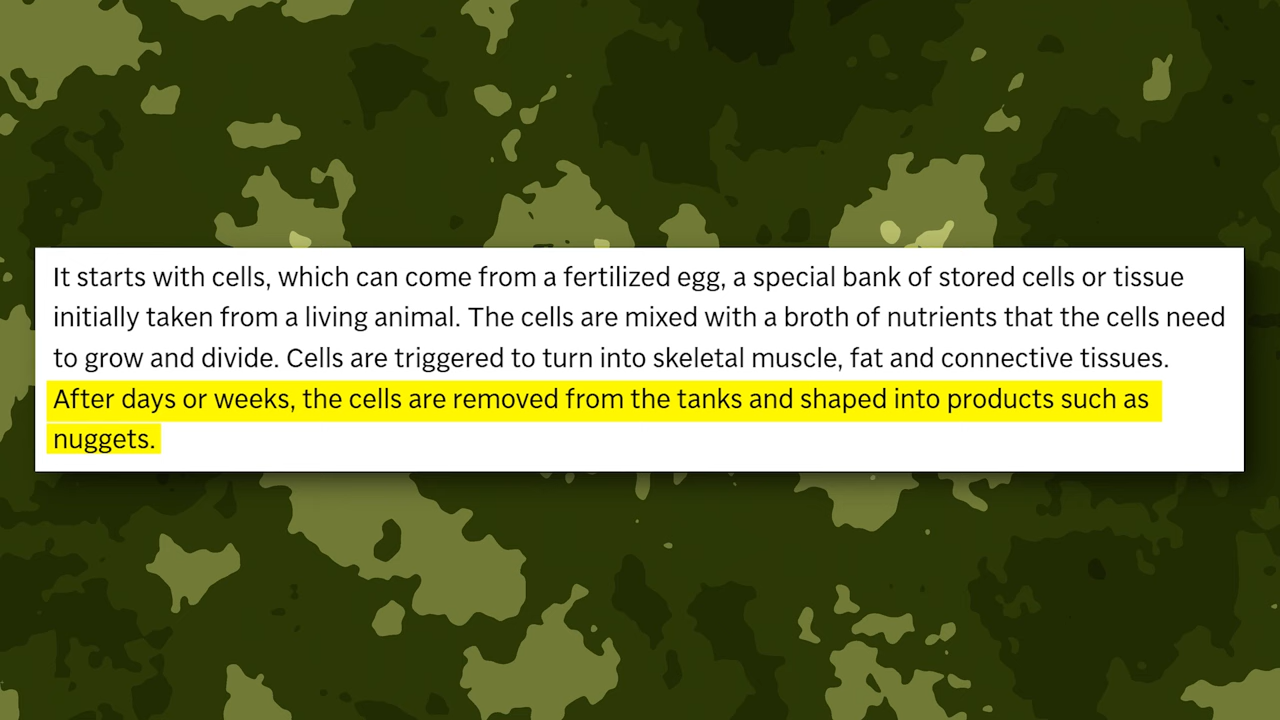 It starts with cells, which can come from a fertilized egg, a special bank of stored cells or tissue
initially taken from a living animal. The cells are mixed with a broth of nutrients that the cells need
to grow and divide. Cells are triggered to turn into skeletal muscle, fat and connective tissues.
After days or weeks, the cells are removed from the tanks and shaped into products such as
nuggets.